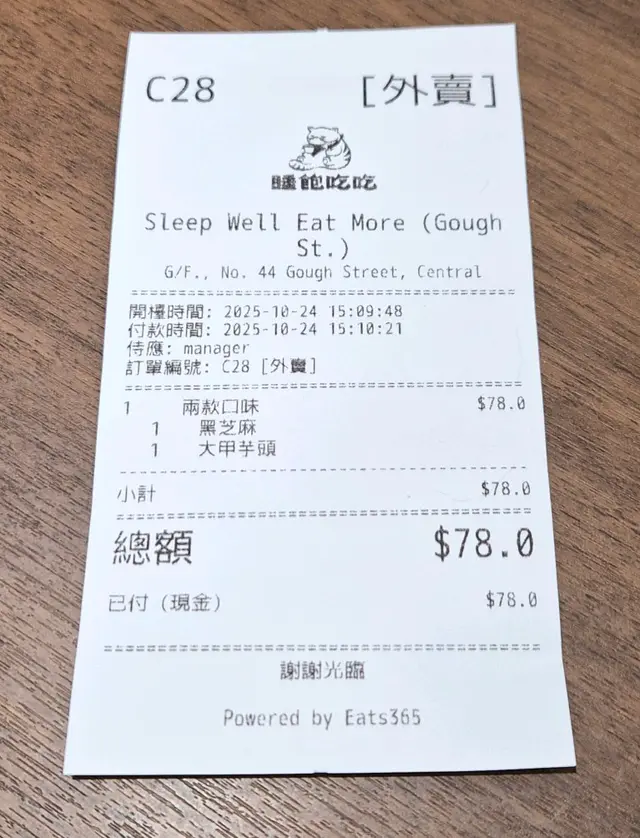 C28 [外賣]
睡飽吃吃
Sleep Well Eat More (Gough
St.)
G/F., No. 44 Gough Street, Central
開檯時間: 2025-10-24 15:09:48
付款時間: 2025-10-24 15:10:21
侍應: manager
訂單編號: C28 [外賣]
1 兩款口味 $78.0
1 黑芝麻
1 大甲芋頭
小計 $78.0
總額 $78.0
已付 (現金) $78.0
謝謝光臨
Powered by Eats365